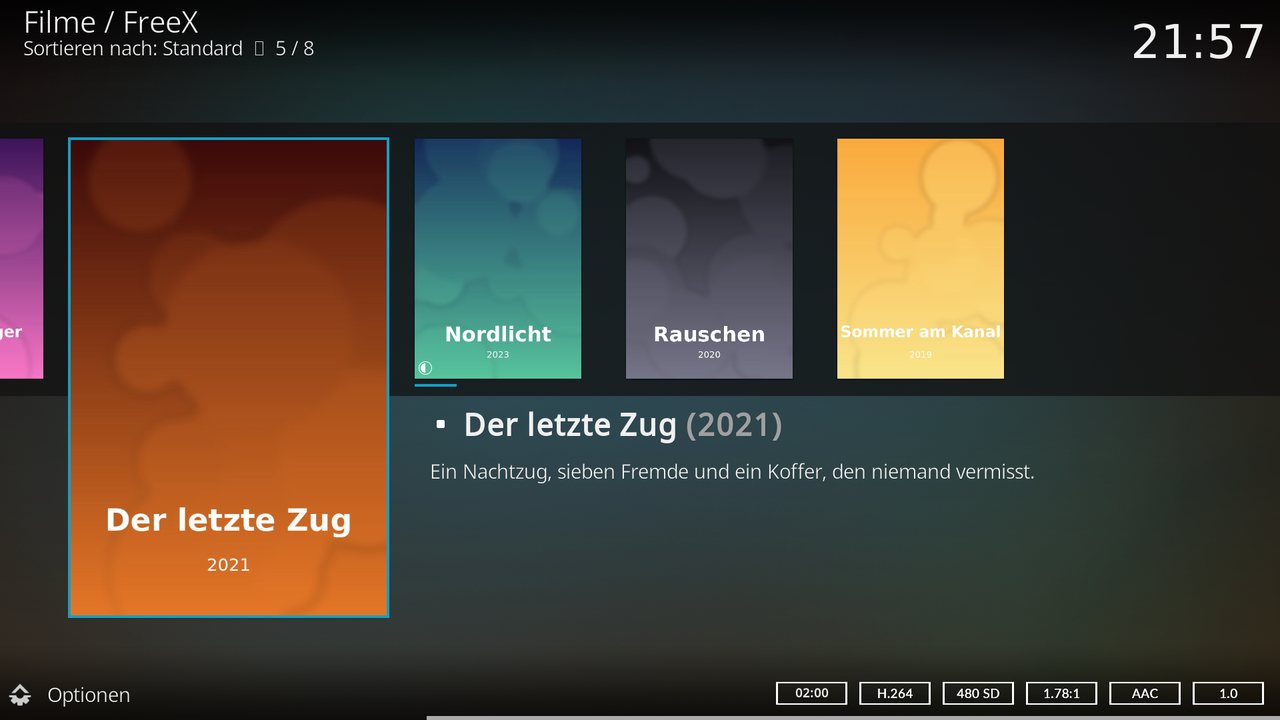 Filme / FreeX
Sortieren nach: Standard 5 / 8
21:57
ger
Nordlicht
2023
Rauschen
2020
Sommer am Kanal
2019
Der letzte Zug
2021
Der letzte Zug (2021)
Ein Nachtzug, sieben Fremde und ein Koffer, den niemand vermisst.
Optionen
02:00
H.264
480 SD
1.78:1
AAC
1.0